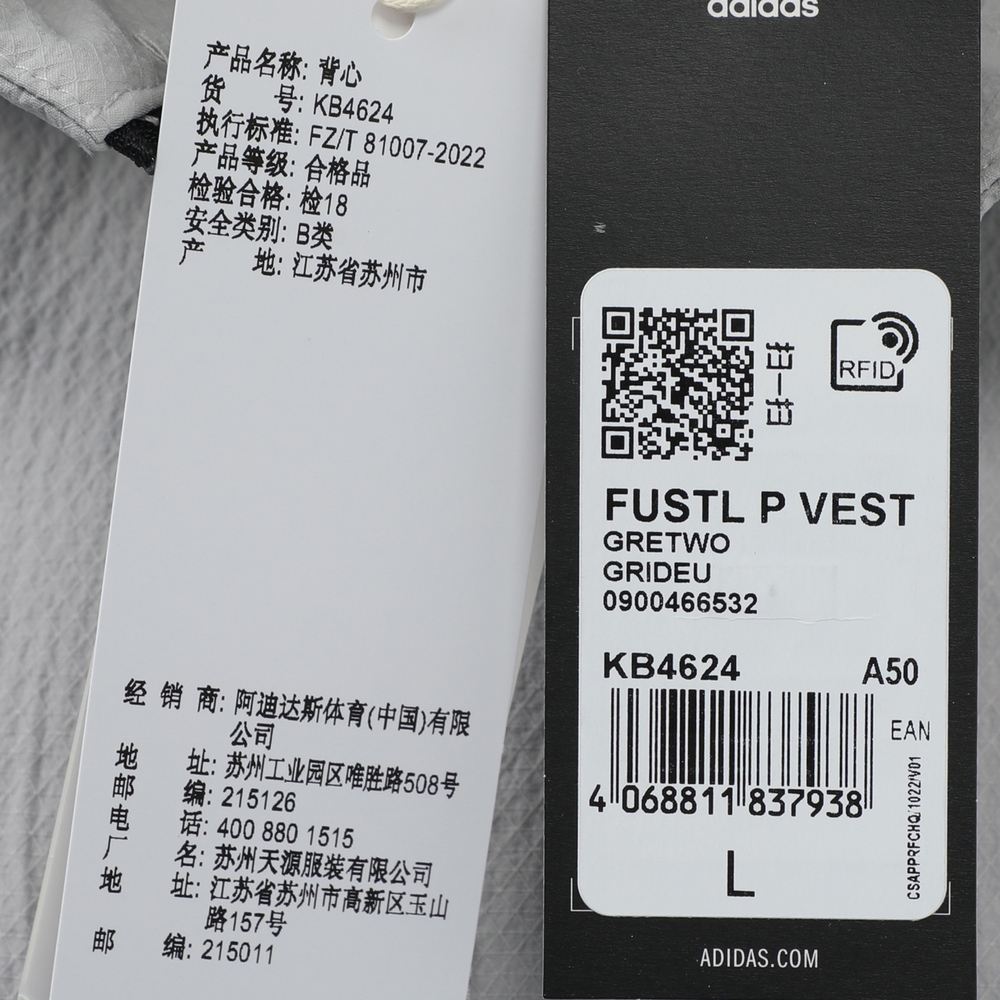 产品名称: 背心
货 号: KB4624
执行标准: FZ/T 81007-2022
产品等级: 合格品
检验合格: 检18
安全类别: B类
产 地: 江苏省苏州市
经 销 商: 阿迪达斯体育(中国)有限
公司
地 址: 苏州工业园区唯胜路508号
邮 编: 215126
电 话: 400 880 1515
厂 名: 苏州天源服装有限公司
地 址: 江苏省苏州市高新区玉山
路157号
邮 编: 215011
adidas
扫一扫
RFID
FUSTL P VEST
GRETWO
GRIDEU
0900466532
KB4624 A50
EAN
4 068811 837938
CSAPPRFCHQ/1022/V01
L
ADIDAS.COM